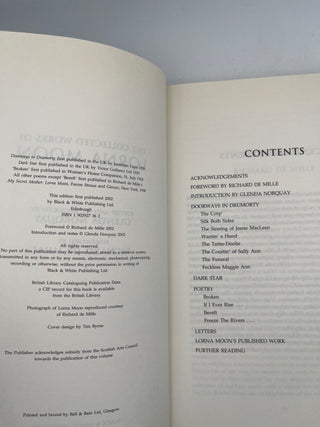 Doorways in Drumorty first published in the UK by Jonathan Cape
Dark Star first published in the UK by Victor Gollancz Ltd
'Broken' first published in Woman's Home Companion,
All other poems except 'Bereft' first published in Richard de Mille's
My Secret Mother: Lorna Moon, Farrar Straus and Giroux, New York, 1998
This edition first published 2002
by Black & White Publishing Ltd
Edinburgh
ISBN 1 902927 36 1
Foreword © Richard de Mille 2002
Introduction and notes © Glenda Norquay 2002
All rights reserved.
No part of this publication may be reproduced, stored in a retrieval system,
or transmitted in any form or by any means, electronic, mechanical, photocopying,
recording or otherwise, without the prior permission in writing of
Black & White Publishing Ltd.
British Library Cataloguing Publication Data:
a CIP record for this book is available
from the British Library.
Photograph of Lorna Moon reproduced courtesy
of Richard de Mille
Cover design by Tim Byrne
The Publisher acknowledges subsidy from the Scottish Arts Council
towards the publication of this volume.
Printed and bound by Bell & Bain Ltd, Glasgow
CONTENTS
ACKNOWLEDGEMENTS
FOREWORD BY RICHARD DE MILLE
INTRODUCTION BY GLENDA NORQUAY
DOORWAYS IN DRUMORTY
The Corp'
Silk Both Sides
The Sinning of Jessie MacLean
Wantin' a Hand
The Tattie-Doolie
The Courtin' of Sally Ann
The Funeral
Feckless Maggie Ann
DARK STAR
POETRY
Broken
If I Ever Rise . . .
Bereft
Freeze The Rivers . . .
LETTERS
LORNA MOON'S PUBLISHED WORK
FURTHER READING